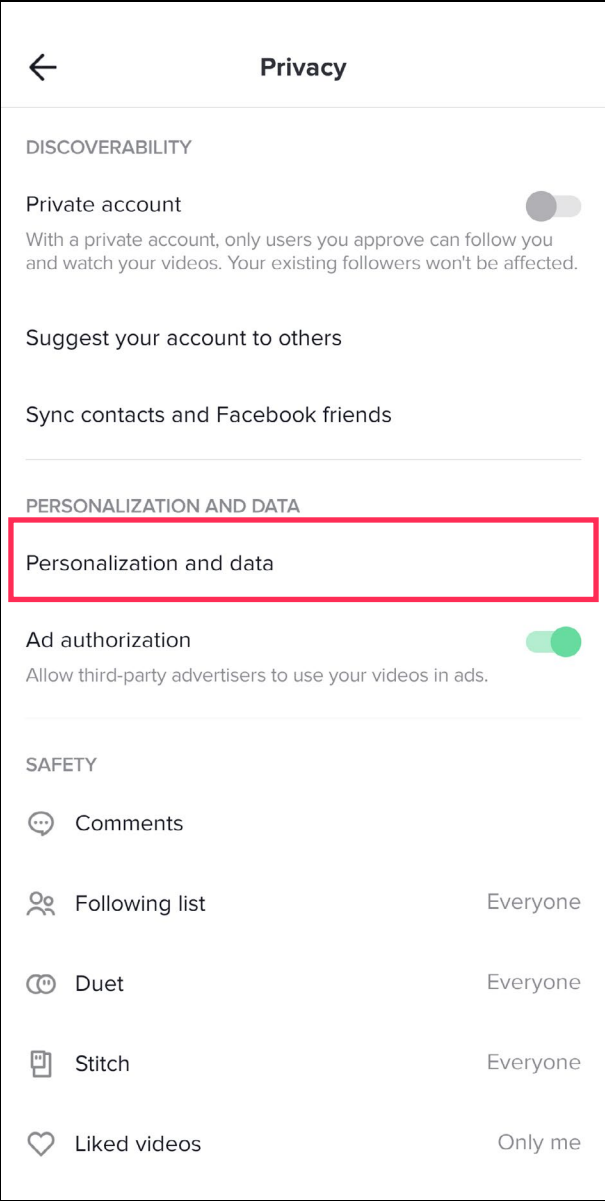 Privacy
DISCOVERABILITY
Private account
With a private account, only users you approve can follow you
and watch your videos. Your existing followers won't be affected.
Suggest your account to others
Sync contacts and Facebook friends
PERSONALIZATION AND DATA
Personalization and data
Ad authorization
Allow third-party advertisers to use your videos in ads.
SAFETY
Comments
Following list Everyone
Duet Everyone
Stitch Everyone
Liked videos Only me